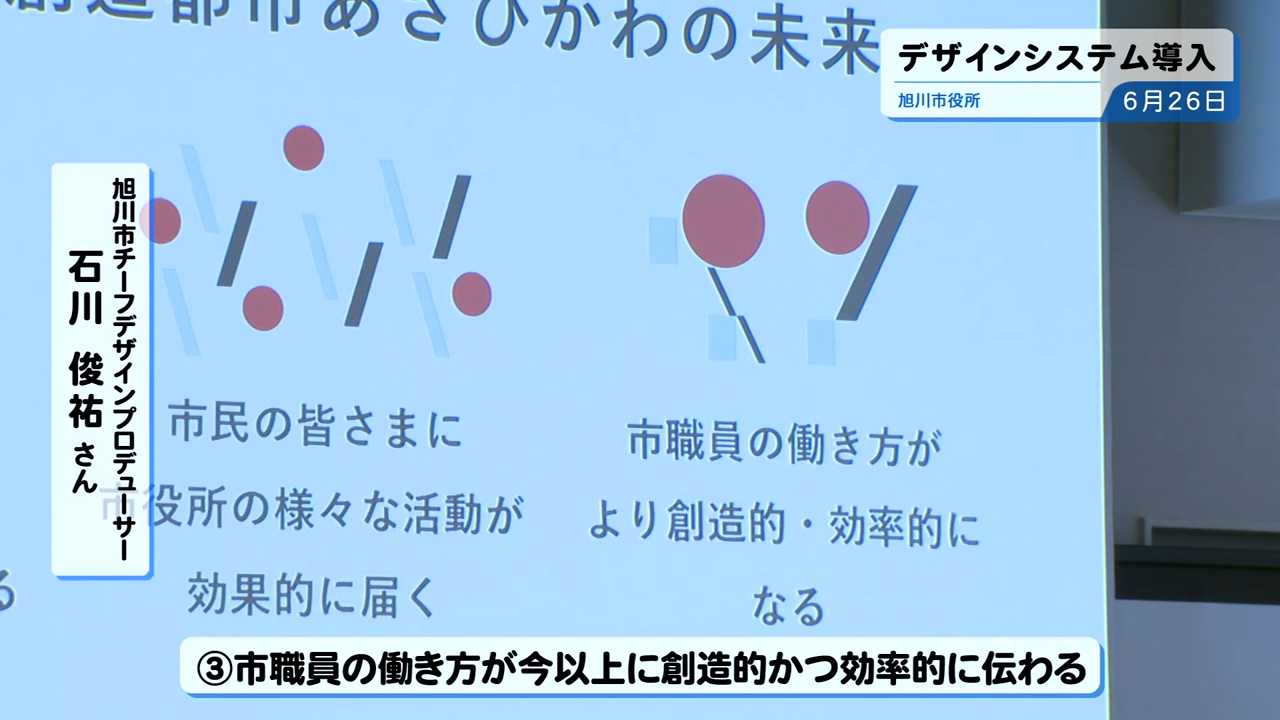 創造都市あさひかわの未来
デザインシステム導入
旭川市役所
6月26日
旭川市チーフデザインプロデューサー
石川 俊祐 さん
る
市民の皆さまに
市役所の様々な活動が
効果的に届く
市職員の働き方が
より創造的・効率的に
なる
③市職員の働き方が今以上に創造的かつ効率的に伝わる